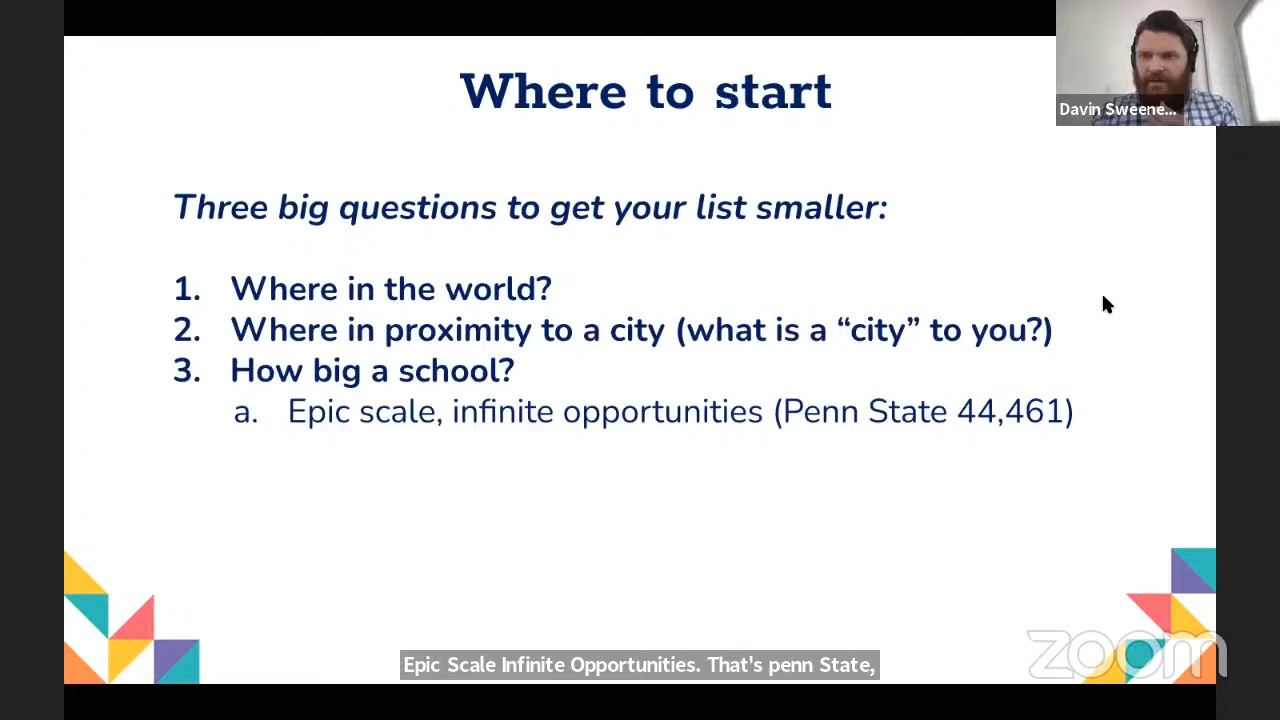 Where to start
Davin Sweene...
Three big questions to get your list smaller:
1. Where in the world?
2. Where in proximity to a city (what is a “city” to you?)
3. How big a school?
a. Epic scale, infinite opportunities (Penn State 44,461)
Epic Scale Infinite Opportunities. That's penn State,
zoom